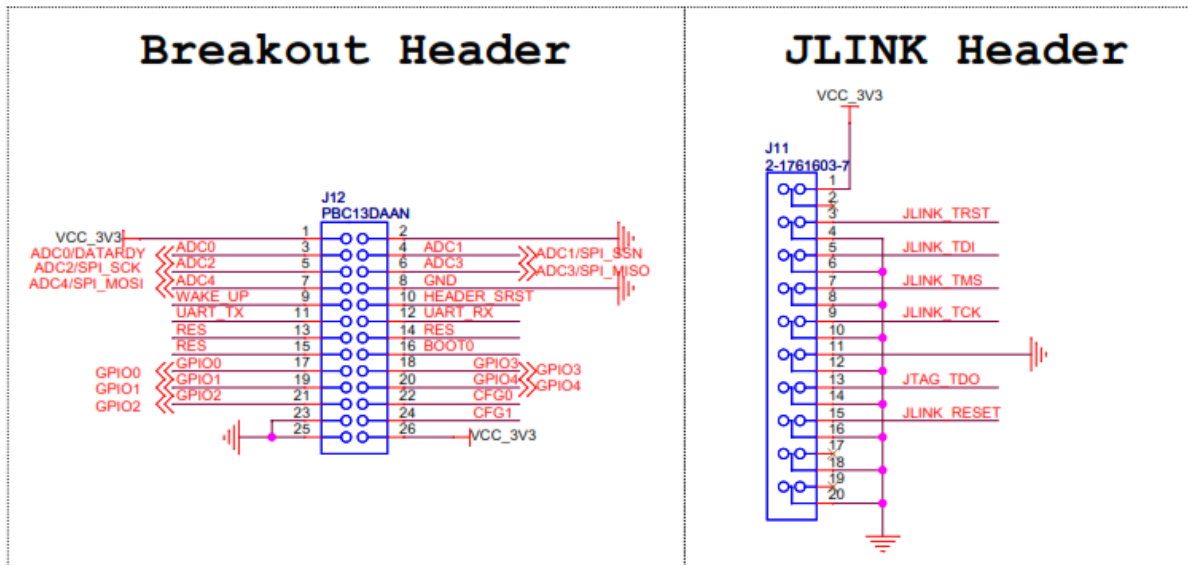 Breakout Header
J12
PBC13DAAN
VCC_3V3 1 2
ADC0/DATARDY ADC0 3 4 ADC1 ADC1/SPI_SSN
ADC2/SPI_SCK ADC2 5 6 ADC3 ADC3/SPI_MISO
ADC4/SPI_MOSI ADC4 7 8 GND
WAKE_UP 9 10 HEADER_SRST
UART_TX 11 12 UART_RX
RES 13 14 RES
RES 15 16 BOOT0
GPIO0 GPIO0 17 18 GPIO3 GPIO3
GPIO1 GPIO1 19 20 GPIO4 GPIO4
GPIO2 GPIO2 21 22 CFG0
23 24 CFG1
25 26 VCC_3V3
JLINK Header
VCC_3V3
J11
2-1761603-7
1
2
3 JLINK_TRST
4
5 JLINK_TDI
6
7 JLINK_TMS
8
9 JLINK_TCK
10
11
12
13 JTAG_TDO
14
15 JLINK_RESET
16
17
18
19
20